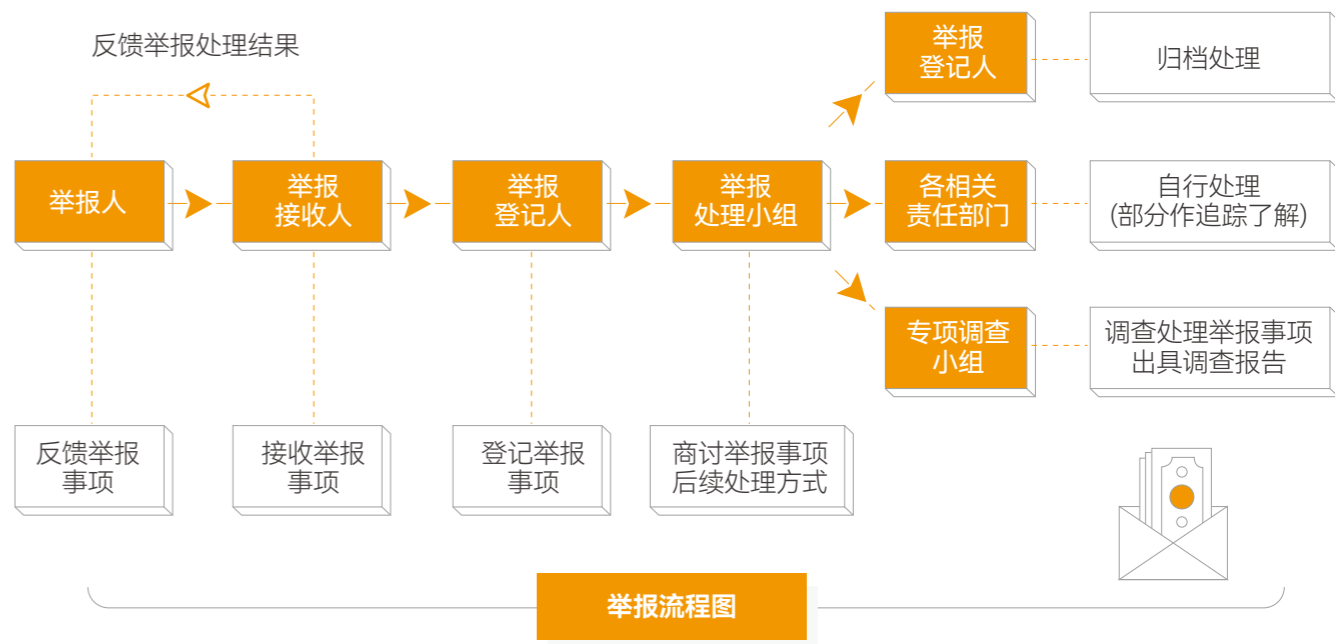 反馈举报处理结果
举报
登记人
归档处理
举报人
举报
接收人
举报
登记人
举报
处理小组
各相关
责任部门
自行处理
(部分作追踪了解)
专项调查
小组
调查处理举报事项
出具调查报告
反馈举报
事项
接收举报
事项
登记举报
事项
商讨举报事项
后续处理方式
举报流程图